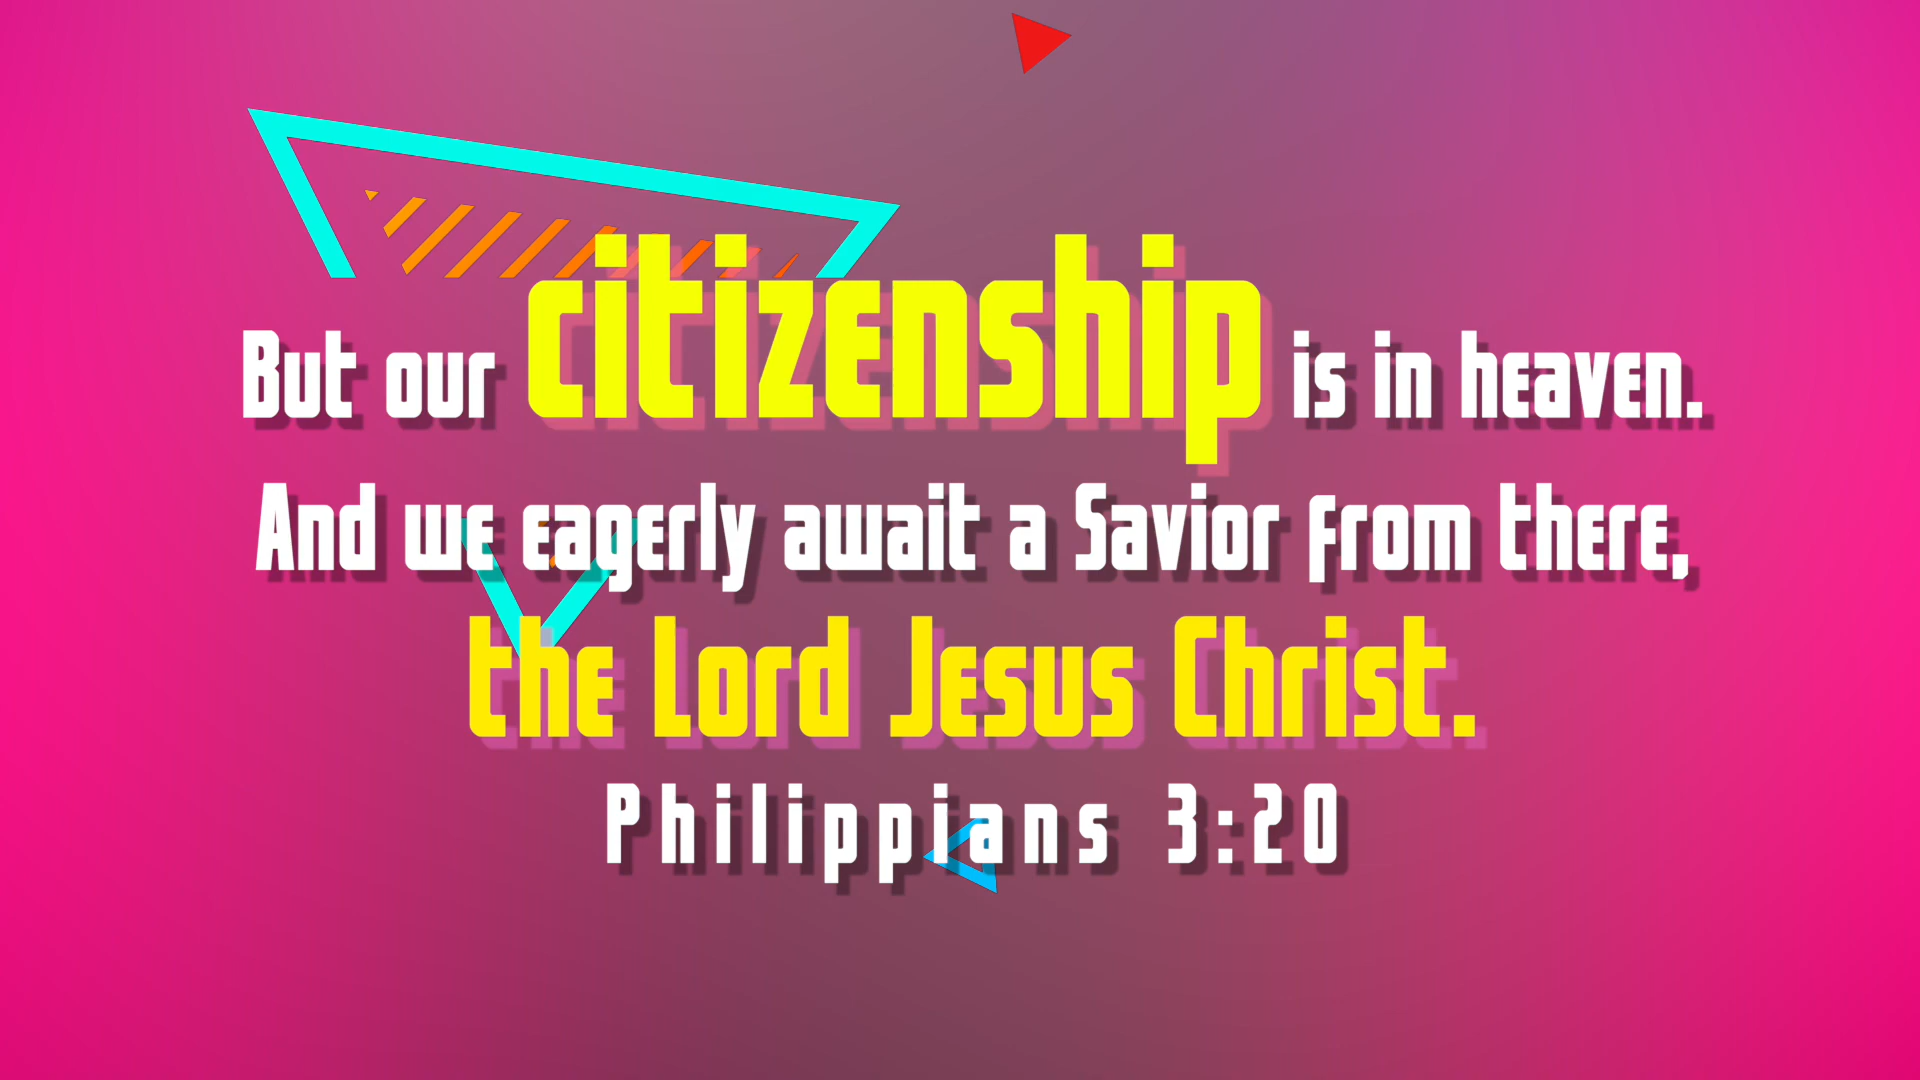 But our citizenship is in heaven.
And we eagerly await a Savior from there,
the Lord Jesus Christ.
Philippians 3:20